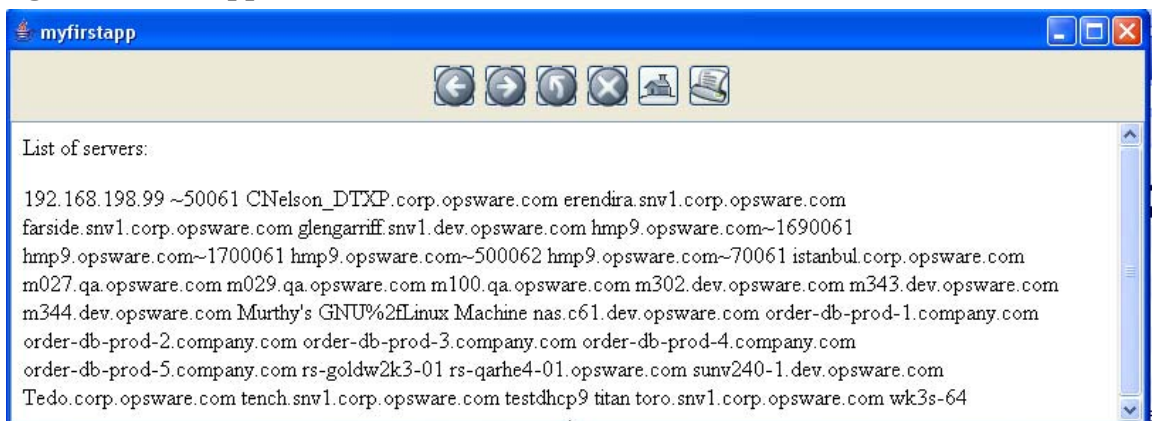 myfirstapp
List of servers:
192.168.198.99 ~50061 CNelson_DTXP.corp.opsware.com erendira.snv1.corp.opsware.com
farside.snv1.corp.opsware.com glengarriff.snv1.dev.opsware.com hmp9.opsware.com~1690061
hmp9.opsware.com~1700061 hmp9.opsware.com~500062 hmp9.opsware.com~70061 istanbul.corp.opsware.com
m027.qa.opsware.com m029.qa.opsware.com m100.qa.opsware.com m302.dev.opsware.com m343.dev.opsware.com
m344.dev.opsware.com Murthy's GNU%2fLinux Machine nas.c61.dev.opsware.com order-db-prod-1.company.com
order-db-prod-2.company.com order-db-prod-3.company.com order-db-prod-4.company.com
order-db-prod-5.company.com rs-goldw2k3-01 rs-qarhe4-01.opsware.com sunv240-1.dev.opsware.com
Tedo.corp.opsware.com tench.snv1.corp.opsware.com testdhcp9 titan toro.snv1.corp.opsware.com wk3s-64